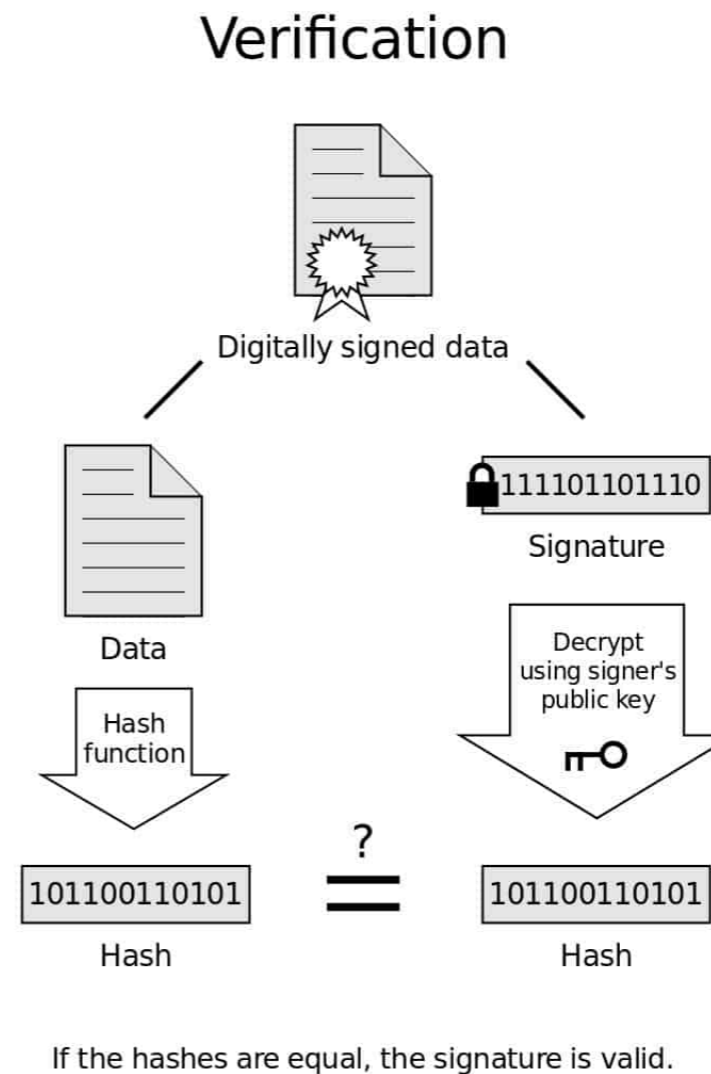 Verification
Digitally signed data
111101101110
Signature
Data
Decrypt
using signer's
public key
Hash
function
?
=
101100110101
101100110101
Hash
Hash
If the hashes are equal, the signature is valid.